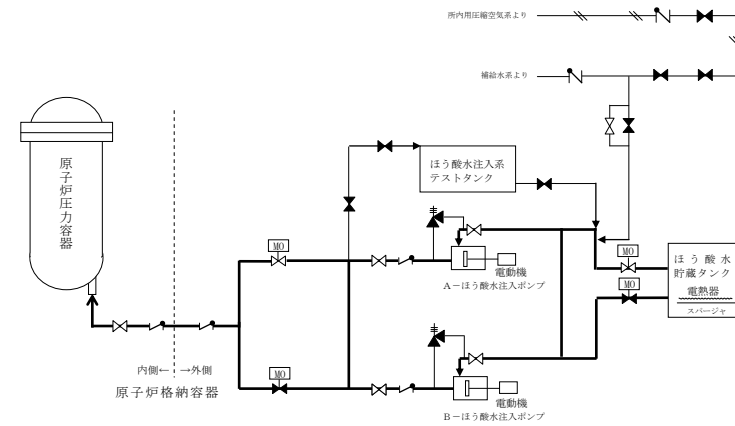 所内用圧縮空気系より
補給水系より
原子炉圧力容器
ほう酸水注入系
テストタンク
MO
MO
ほう酸水
貯蔵タンク
電熱器
スパージャ
MO
電動機
A-ほう酸水注入ポンプ
内側← →外側
原子炉格納容器
MO
電動機
B-ほう酸水注入ポンプ